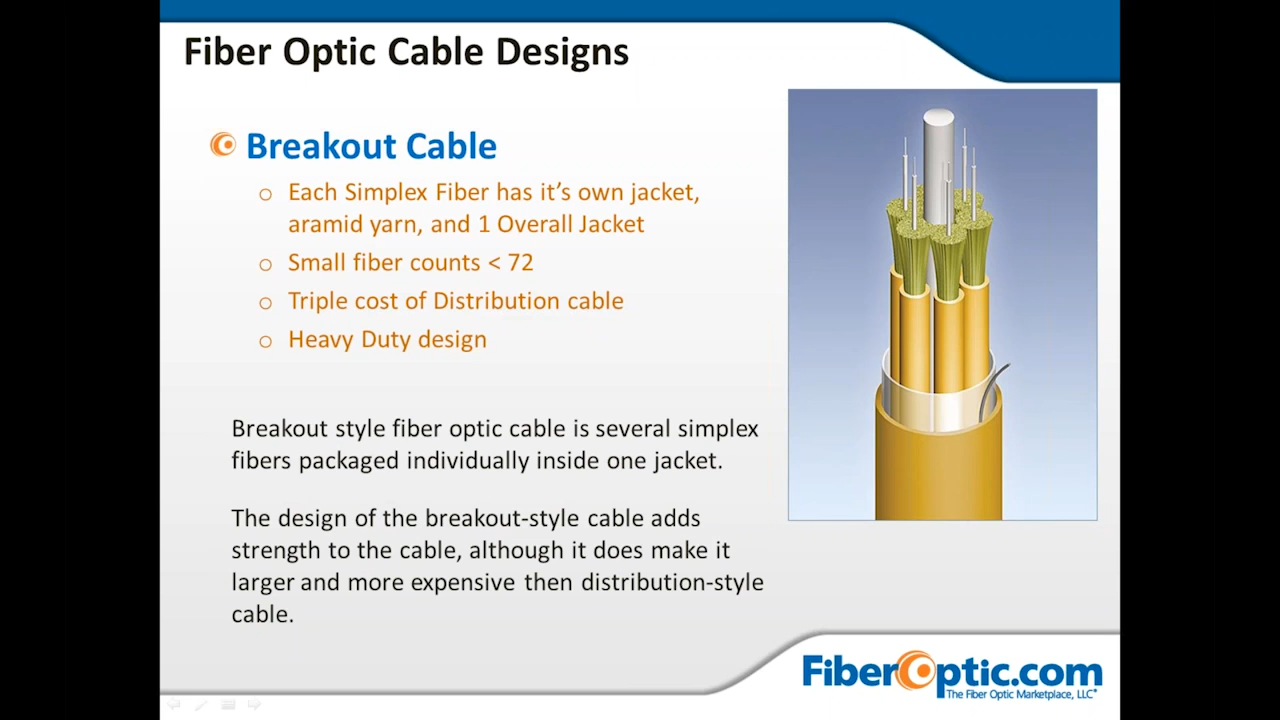 Fiber Optic Cable Designs
Breakout Cable
Each Simplex Fiber has it’s own jacket,
aramid yarn, and 1 Overall Jacket
Small fiber counts < 72
Triple cost of Distribution cable
Heavy Duty design
Breakout style fiber optic cable is several simplex
fibers packaged individually inside one jacket.
The design of the breakout-style cable adds
strength to the cable, although it does make it
larger and more expensive then distribution-style
cable.
FiberOptic.com
The Fiber Optic Marketplace, LLC®